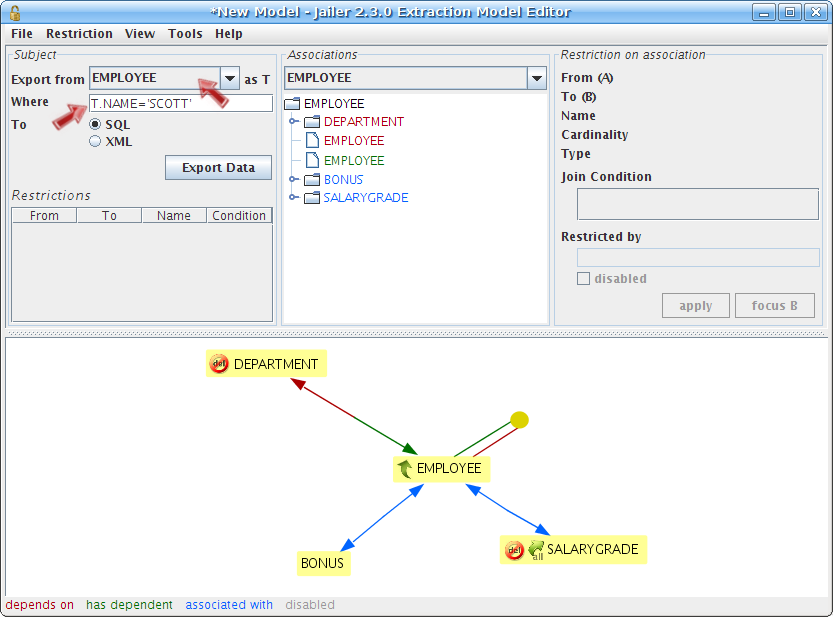 *New Model - Jailer 2.3.0 Extraction Model Editor
File Restriction View Tools Help
Subject
Export from EMPLOYEE as T
Where T.NAME='SCOTT'
To SQL
XML
Export Data
Restrictions
From To Name Condition
Associations
EMPLOYEE
EMPLOYEE
DEPARTMENT
EMPLOYEE
EMPLOYEE
BONUS
SALARYGRADE
Restriction on association
From (A)
To (B)
Name
Cardinality
Type
Join Condition
Restricted by
disabled
apply focus B
del DEPARTMENT
EMPLOYEE
BONUS
del all SALARYGRADE
depends on has dependent associated with disabled